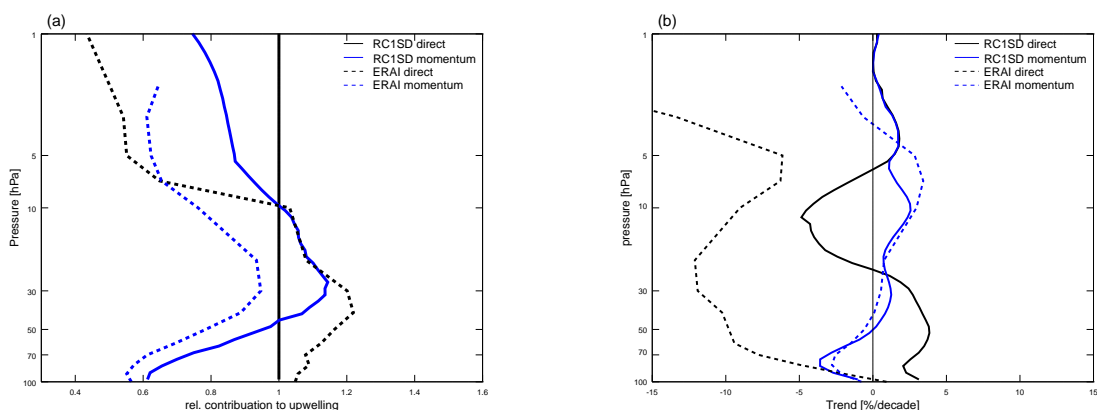 (a)
1
5
10
30
50
70
100
Pressure [hPa]
RC1SD direct
RC1SD momentum
ERAI direct
ERAI momentum
0.4 0.6 0.8 1 1.2 1.4 1.6
rel. contribuation to upwelling
(b)
1
5
10
30
50
70
100
pressure [hPa]
RC1SD direct
RC1SD momentum
ERAI direct
ERAI momentum
-15 -10 -5 0 5 10 15
Trend [%/decade]